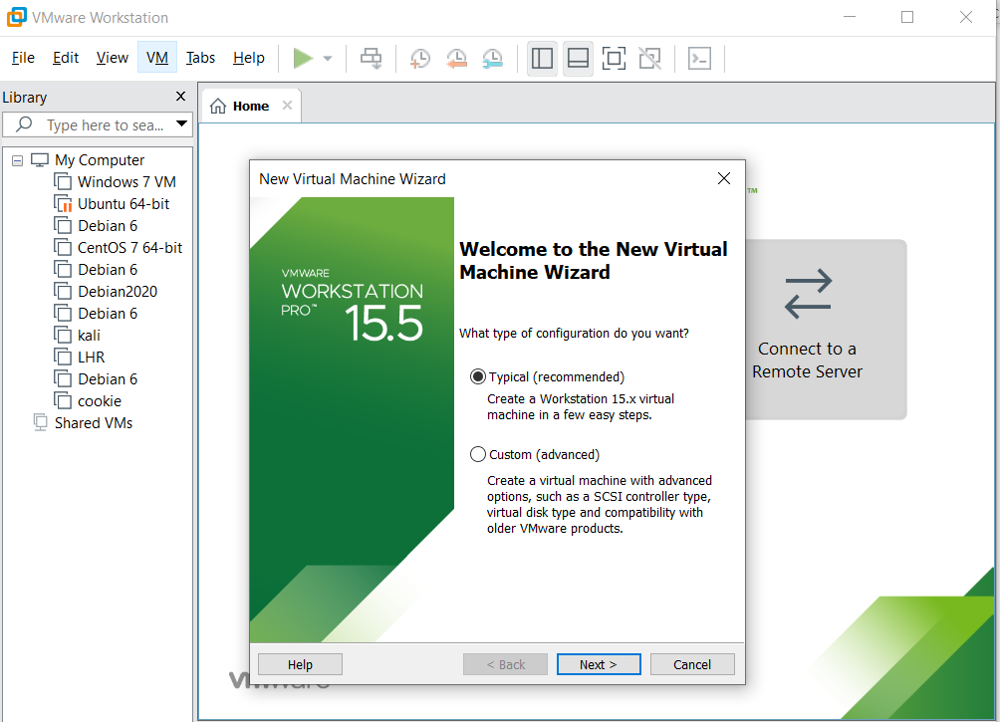 VMware Workstation
File Edit View VM Tabs Help
Library
Type here to sea...
Home
My Computer
Windows 7 VM
Ubuntu 64-bit
Debian 6
CentOS 7 64-bit
Debian 6
Debian2020
Debian 6
kali
LHR
Debian 6
cookie
Shared VMs
TM
Connect to a
Remote Server
New Virtual Machine Wizard
VMWARE
WORKSTATION
PRO™ 15.5
Welcome to the New Virtual
Machine Wizard
What type of configuration do you want?
Typical (recommended)
Create a Workstation 15.x virtual
machine in a few easy steps.
Custom (advanced)
Create a virtual machine with advanced
options, such as a SCSI controller type,
virtual disk type and compatibility with
older VMware products.
Help < Back Next > Cancel